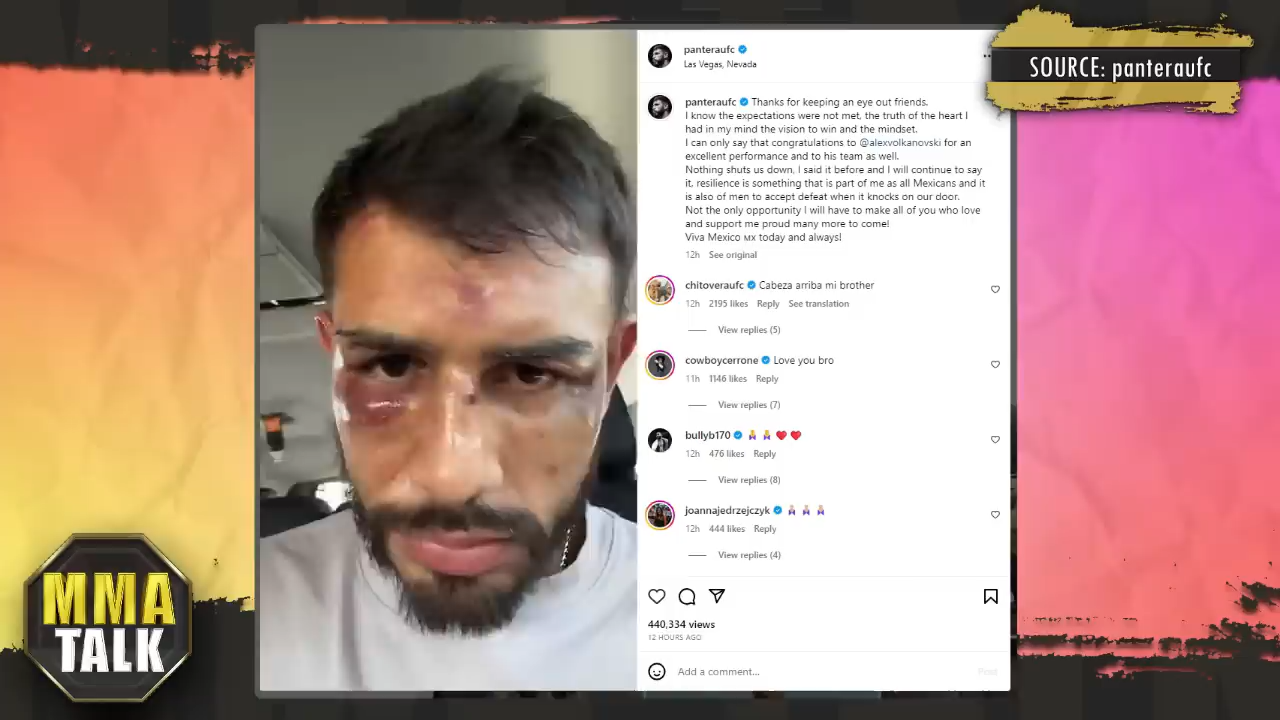 SOURCE: panteraufc
panteraufc
Las Vegas, Nevada
panteraufc Thanks for keeping an eye out friends.
I know the expectations were not met, the truth of the heart I
had in my mind the vision to win and the mindset.
I can only say that congratulations to @alexvolkanovski for an
excellent performance and to his team as well.
Nothing shuts us down, I said it before and I will continue to say
it, resilience is something that is part of me as all Mexicans and it
is also of men to accept defeat when it knocks on our door.
Not the only opportunity I will have to make all of you who love
and support me proud many more to come!
Viva Mexico MX today and always!
12h See original
chitoveraufc Cabeza arriba mi brother
12h 2195 likes Reply See translation
View replies (5)
cowboycerrone Love you bro
11h 1146 likes Reply
View replies (7)
bullyb170
12h 476 likes Reply
View replies (8)
joannajedrzejczyk
12h 444 likes Reply
View replies (4)
440,334 views
12 HOURS AGO
Add a comment...
Post
MMA
TALK